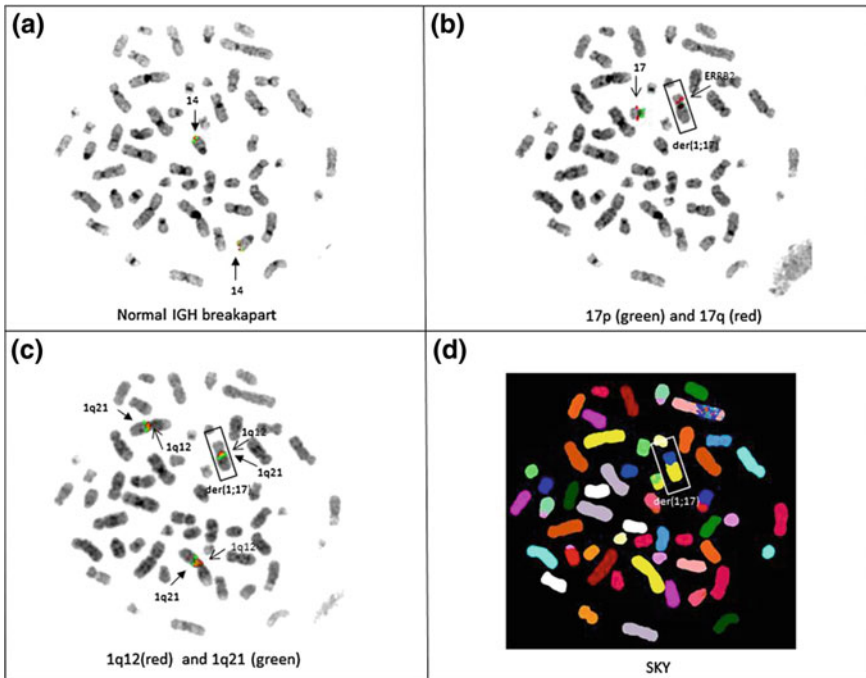 (a)
14
14
Normal IGH breakapart
(b)
17
ERRB2
der(1;17)
17p (green) and 17q (red)
(c)
1q21
1q12
1q12
1q21
der(1;17)
1q12
1q21
1q12(red) and 1q21 (green)
(d)
der(1;17)
SKY